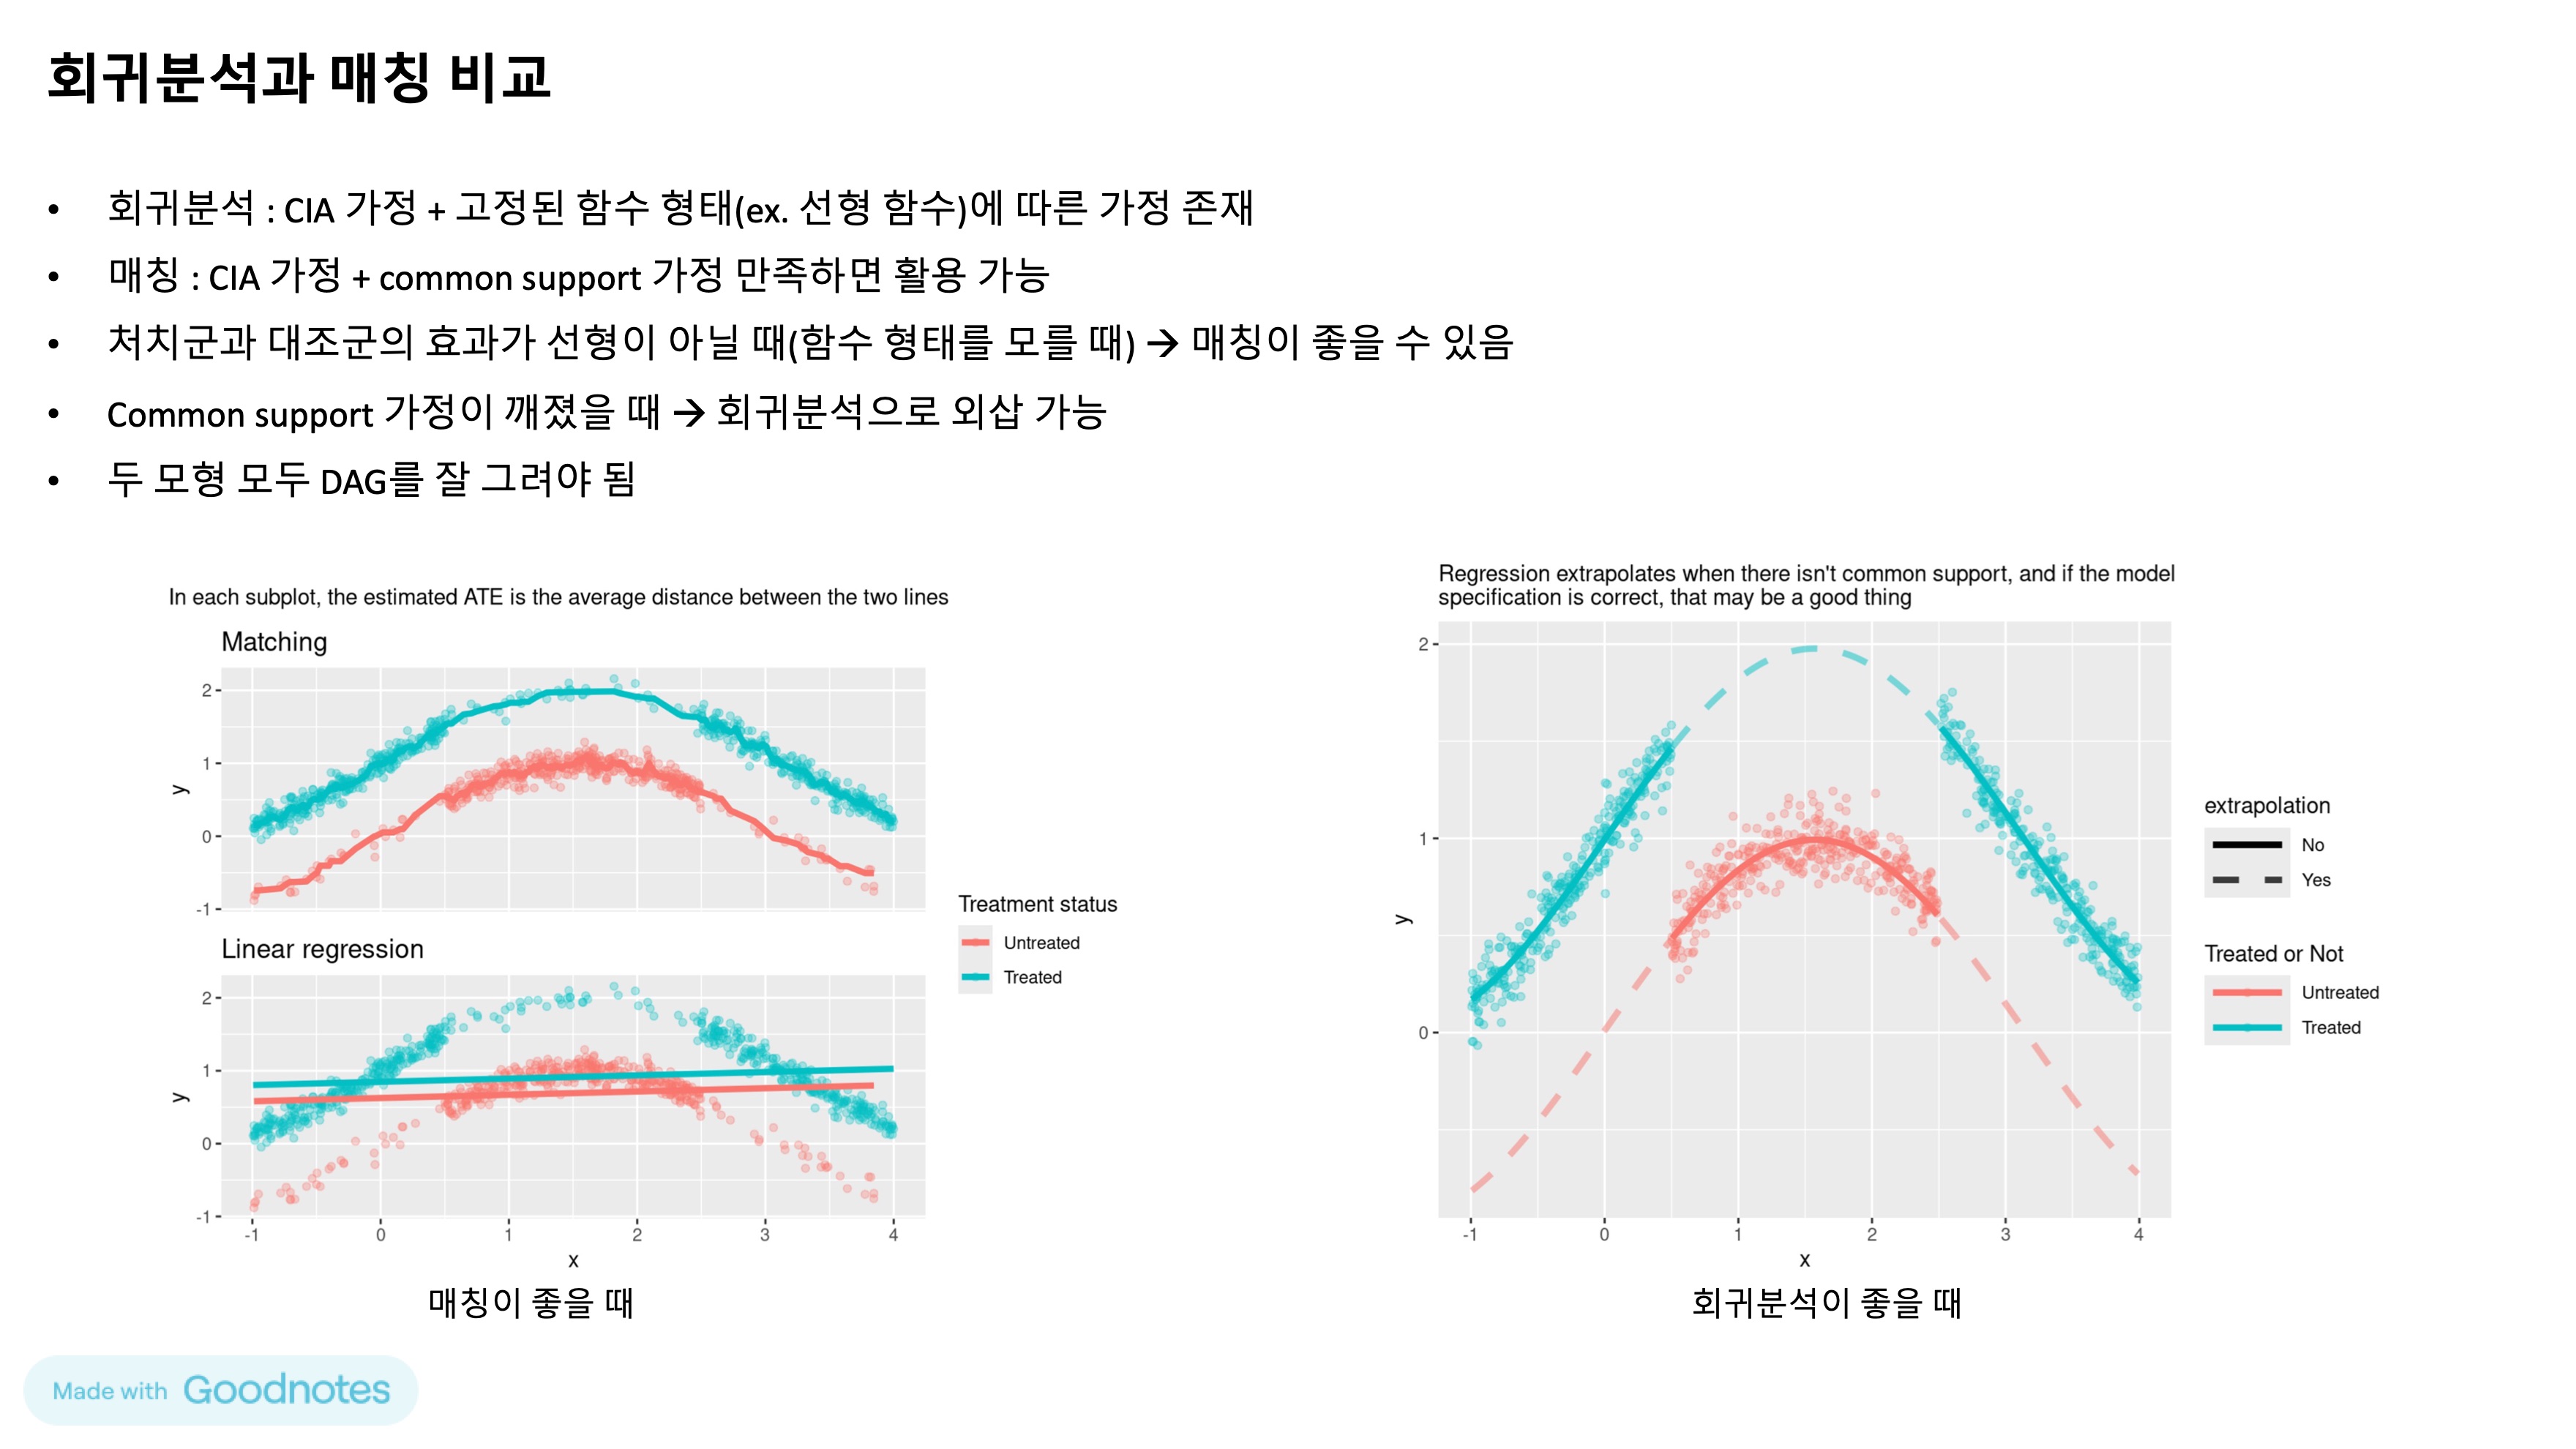 회귀분석과 매칭 비교
• 회귀분석 : CIA 가정 + 고정된 함수 형태(ex. 선형 함수)에 따른 가정 존재
• 매칭 : CIA 가정 + common support 가정 만족하면 활용 가능
• 처치군과 대조군의 효과가 선형이 아닐 때(함수 형태를 모를 때) → 매칭이 좋을 수 있음
• Common support 가정이 깨졌을 때 → 회귀분석으로 외삽 가능
• 두 모형 모두 DAG를 잘 그려야 됨
In each subplot, the estimated ATE is the average distance between the two lines
Matching
2
1
0
-1
y
Linear regression
2
1
0
-1
y
-1 0 1 2 3 4
x
Treatment status
Untreated
Treated
매칭이 좋을 때
Regression extrapolates when there isn't common support, and if the model
specification is correct, that may be a good thing
2
1
0
y
-1 0 1 2 3 4
x
extrapolation
No
Yes
Treated or Not
Untreated
Treated
회귀분석이 좋을 때
Made with Goodnotes